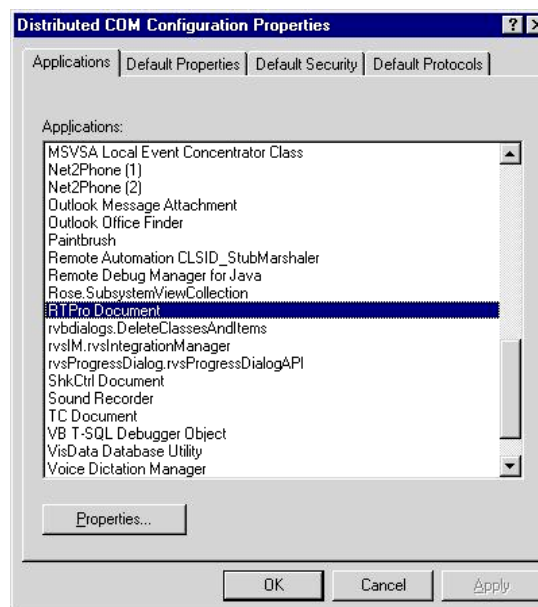 Distributed COM Configuration Properties
Applications Default Properties Default Security Default Protocols
Applications:
MSVSA Local Event Concentrator Class
Net2Phone (1)
Net2Phone (2)
Outlook Message Attachment
Outlook Office Finder
Paintbrush
Remote Automation CLSID_StubMarshaler
Remote Debug Manager for Java
Rose.SubsystemViewCollection
RTPro Document
rvbdialogs.DeleteClassesAndItems
rvsIM.rvsIntegrationManager
rvsProgressDialog.rvsProgressDialogAPI
ShkCtrl Document
Sound Recorder
TC Document
VB T-SQL Debugger Object
VisData Database Utility
Voice Dictation Manager
Properties...
OK Cancel Apply